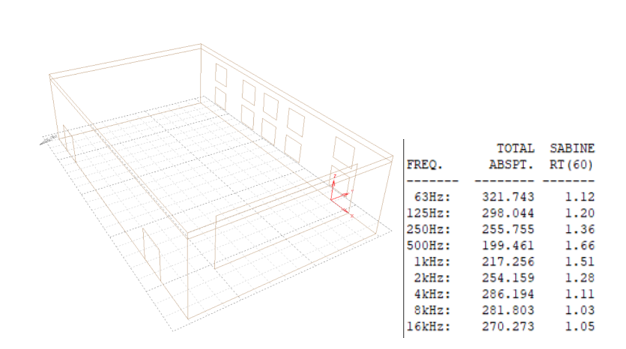 TOTAL SABINE
FREQ. ABSPT. RT(60)
------- -------- -------
63Hz: 321.743 1.12
125Hz: 298.044 1.20
250Hz: 255.755 1.36
500Hz: 199.461 1.66
1kHz: 217.256 1.51
2kHz: 254.159 1.28
4kHz: 286.194 1.11
8kHz: 281.803 1.03
16kHz: 270.273 1.05